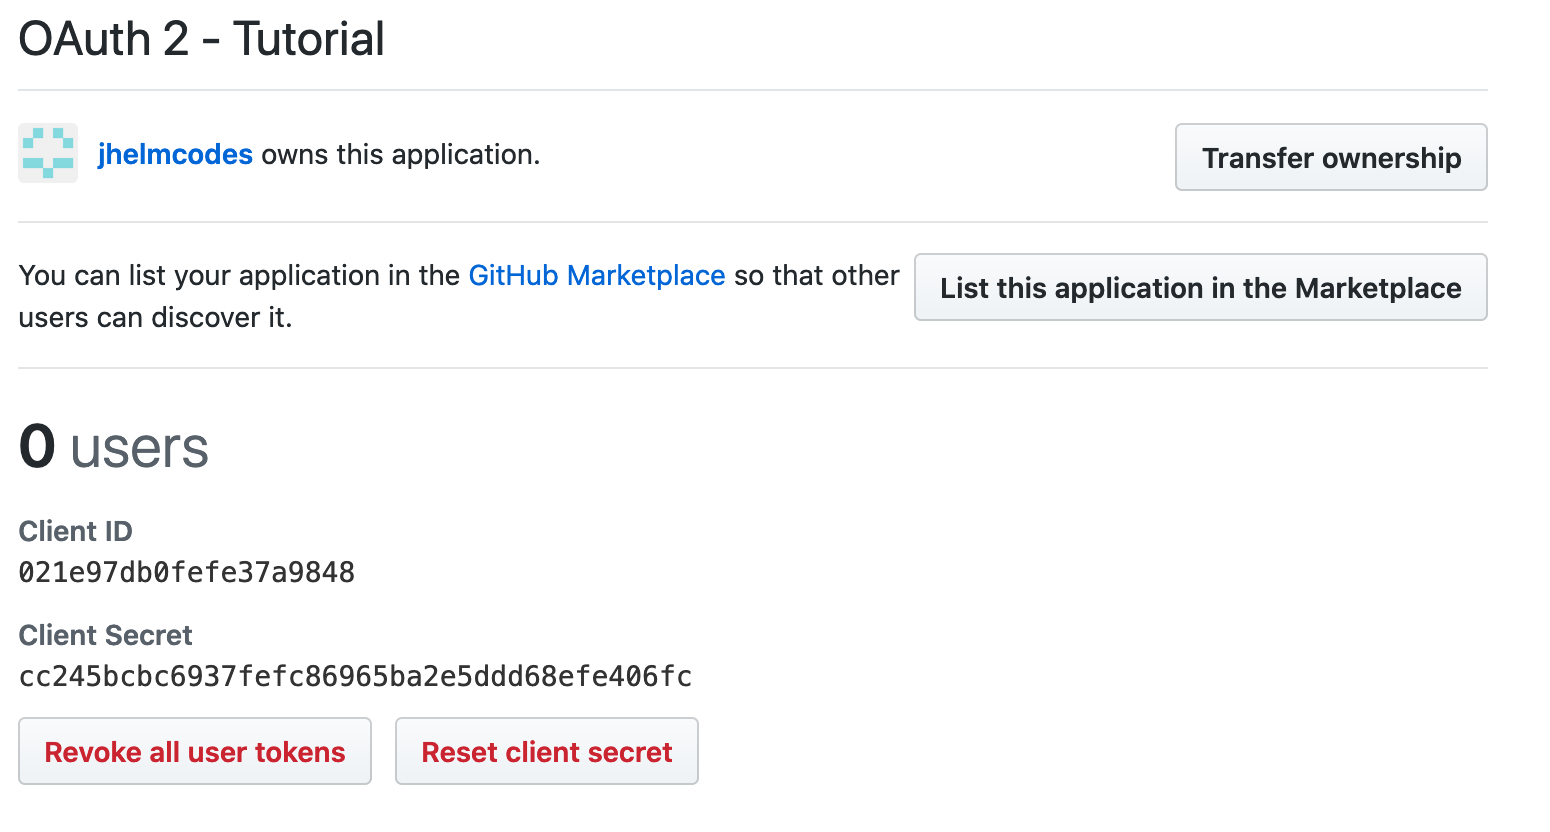 OAuth 2 - Tutorial
jhelmcodes owns this application.
Transfer ownership
You can list your application in the GitHub Marketplace so that other
users can discover it.
List this application in the Marketplace
0 users
Client ID
021e97db0fefe37a9848
Client Secret
cc245bcbc6937fefc86965ba2e5ddd68efe406fc
Revoke all user tokens
Reset client secret